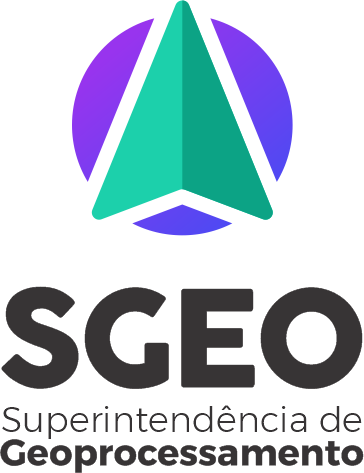 SGEO
Superintendência de
Geoprocessamento